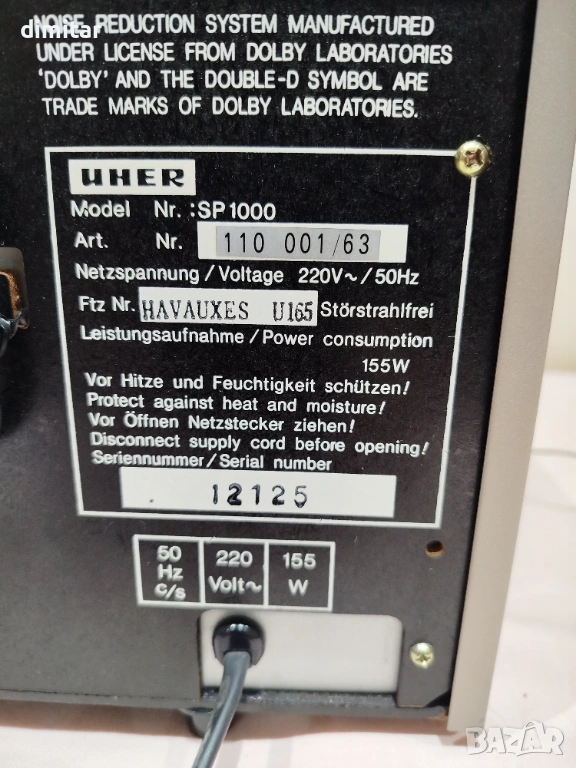 dimitar
NOISE REDUCTION SYSTEM MANUFACTURED
UNDER LICENSE FROM DOLBY LABORATORIES
‘DOLBY’ AND THE DOUBLE-D SYMBOL ARE
TRADE MARKS OF DOLBY LABORATORIES.
UHER
Model Nr.:SP1000
Art. Nr. 110 001/63
Netzspannung/Voltage 220V~/50Hz
Ftz Nr. HAVAUXES U165 Störstrahlfrei
Leistungsaufnahme/Power consumption
155W
Vor Hitze und Feuchtigkeit schützen!
Protect against heat and moisture!
Vor Öffnen Netzstecker ziehen!
Disconnect supply cord before opening!
Seriennummer/Serial number
12125
50 Hz c/s
220 Volt~
155 W
BAZAR